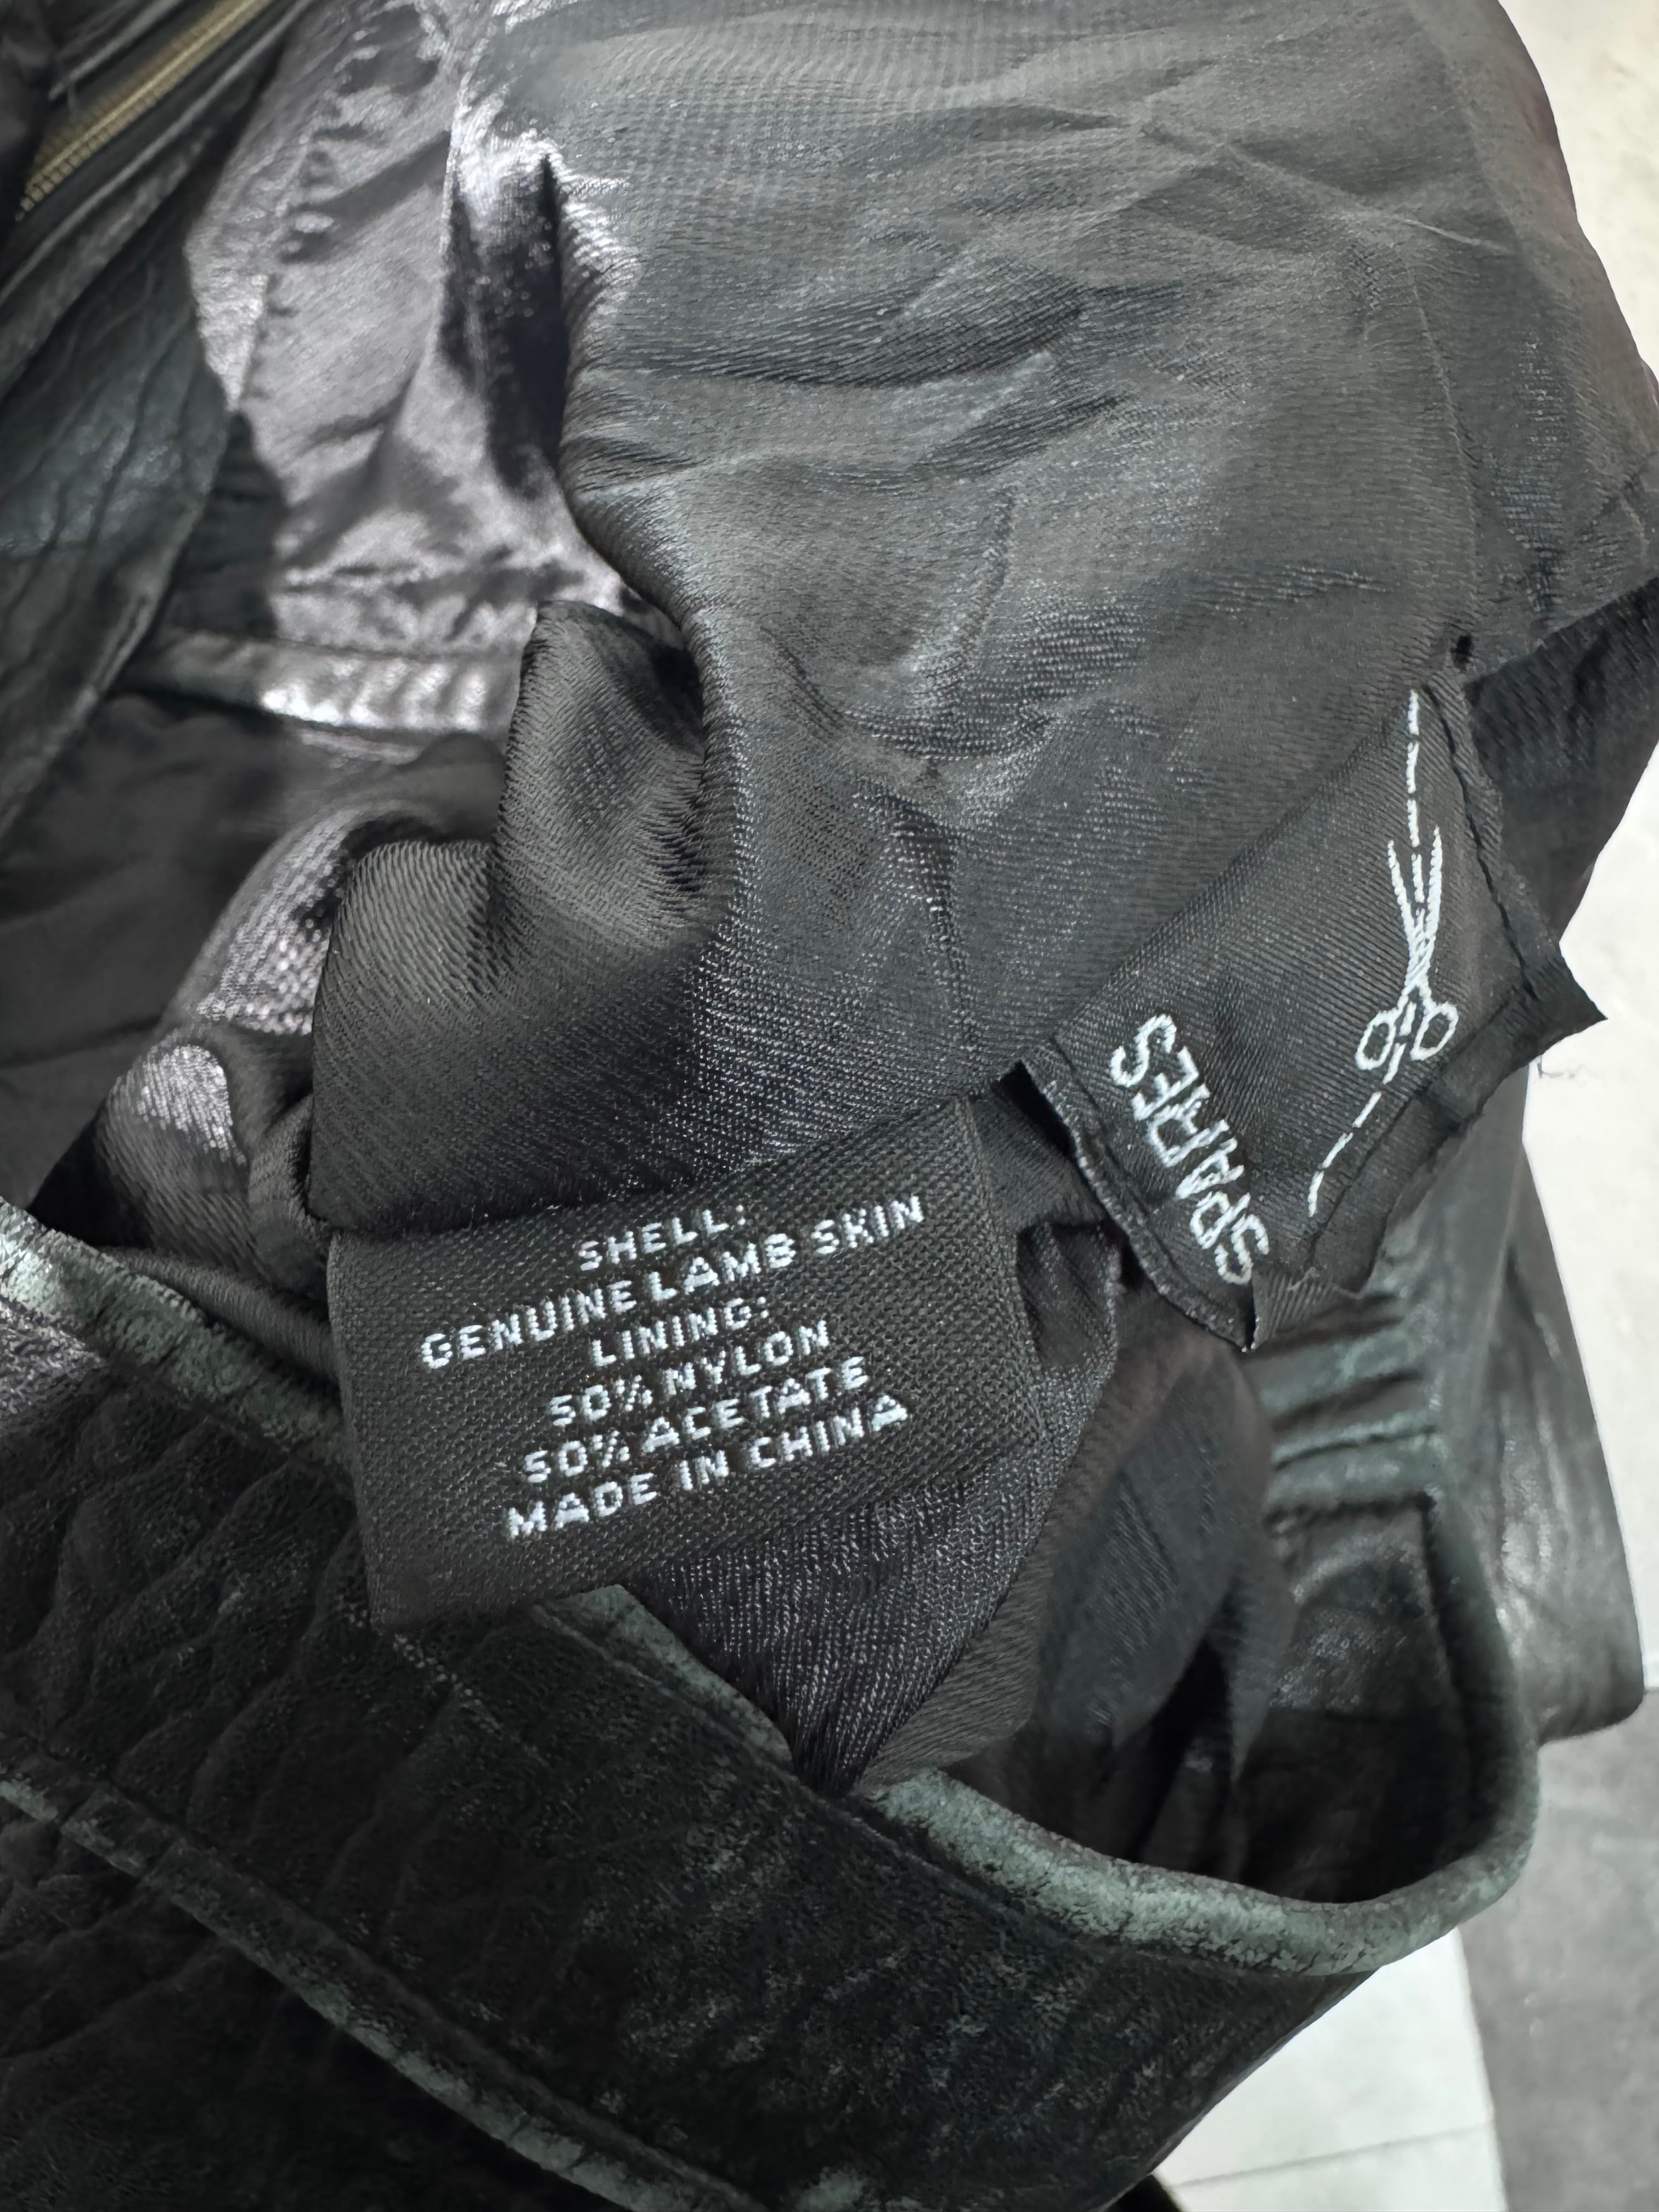 SHELL:
GENUINE LAMB SKIN
LINING:
50% NYLON
50% ACETATE
MADE IN CHINA
SPARES